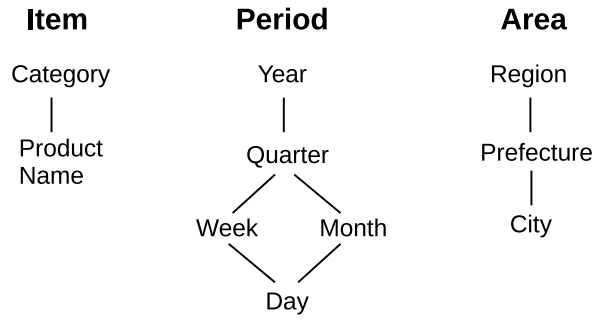 Item
Period
Area
Category
Year
Region
Product
Name
Quarter
Prefecture
Week
Month
City
Day